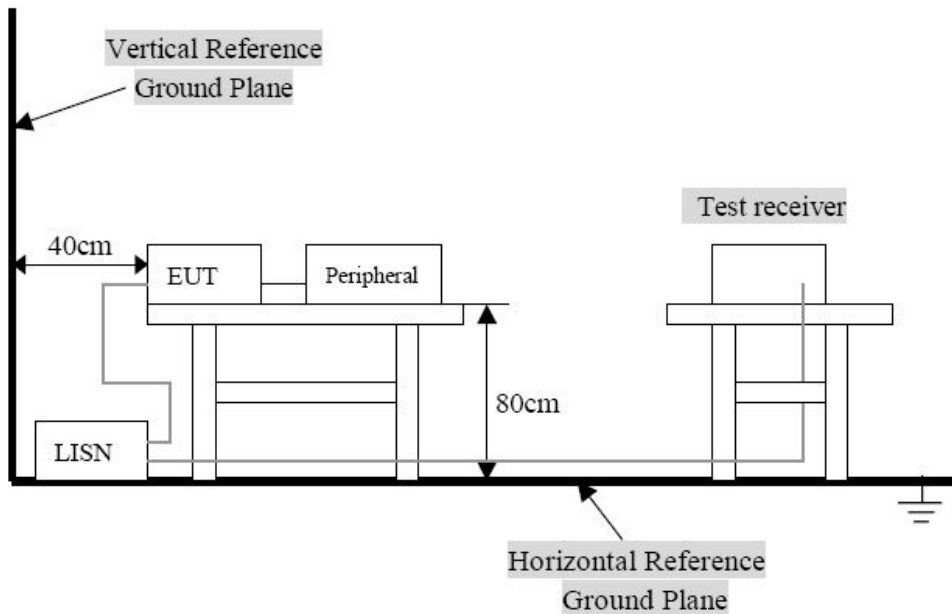 Vertical Reference
Ground Plane
Test receiver
40cm
EUT
Peripheral
80cm
LISN
Horizontal Reference
Ground Plane